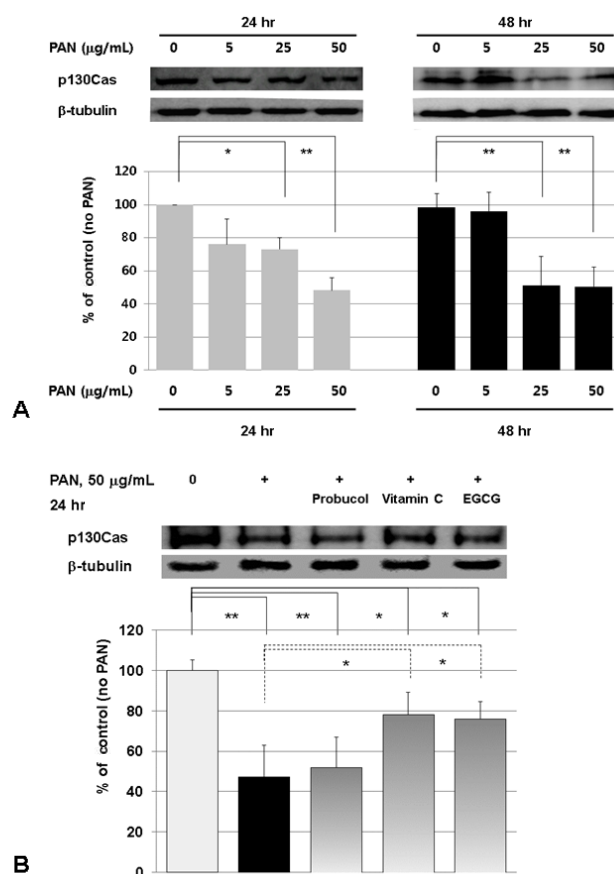 24 hr 48 hr
PAN (μg/mL) 0 5 25 50 0 5 25 50
p130Cas
β-tubulin
* ** ** **
120
100
80
60
40
20
0
% of control (no PAN)
PAN (μg/mL) 0 5 25 50 0 5 25 50
A
24 hr 48 hr
PAN, 50 μg/mL 0 + + + +
24 hr Probucol Vitamin C EGCG
p130Cas
β-tubulin
** ** * *
* *
120
100
80
60
40
20
0
% of control (no PAN)
B